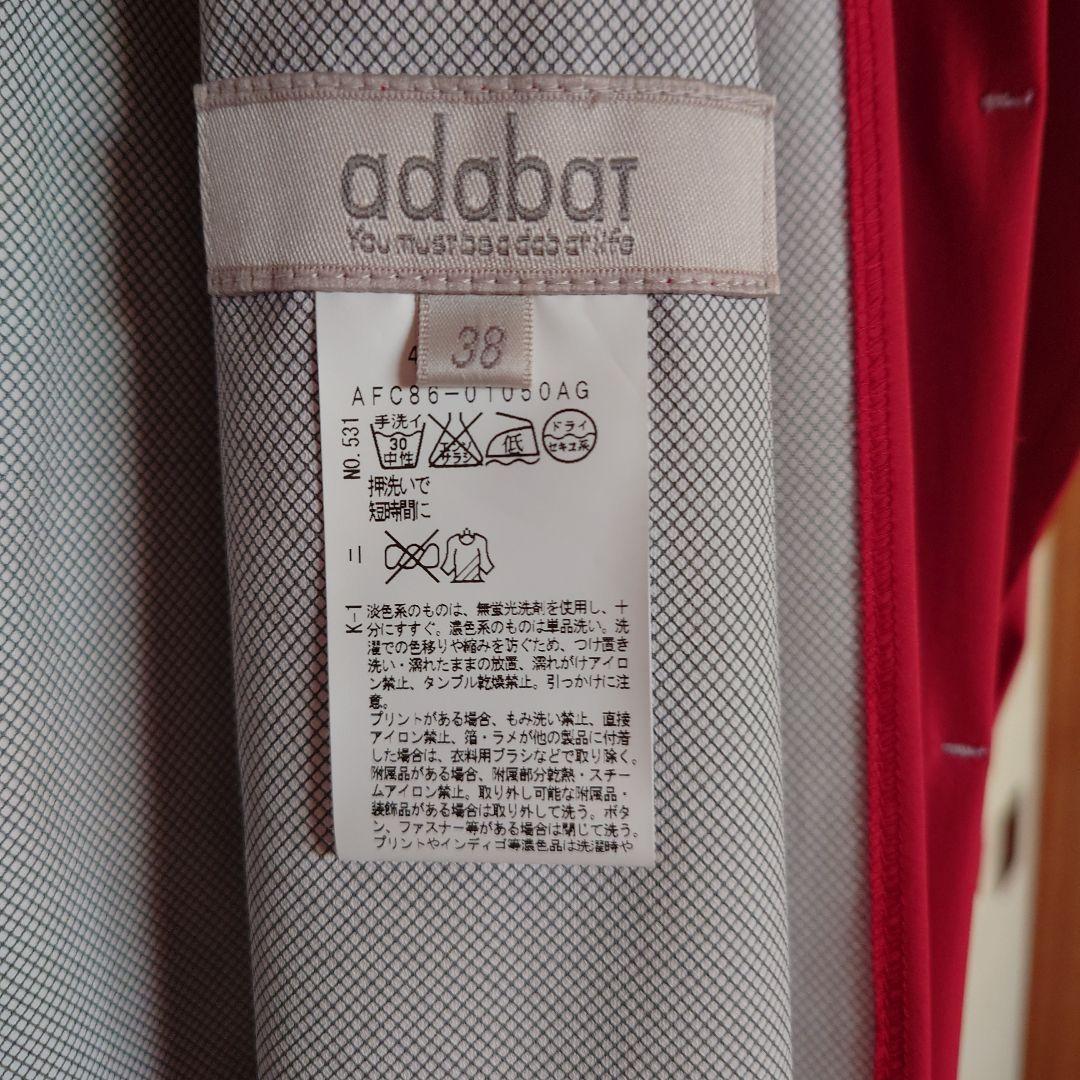 adabat
You must be adabat life
38
4
AFC86-01050AG
NO.531
手洗イ
30
中性
エンソ
サラシ
低
ドライ
セキユ系
押洗いで
短時間に
ニ
K-1
淡色系のものは、無蛍光洗剤を使用し、十
分にすすぐ。濃色系のものは単品洗い。洗
濯での色移りや縮みを防ぐため、つけ置き
洗い・濡れたままの放置、濡れがけアイロ
ン禁止、タンブル乾燥禁止。引っかけに注
意。
プリントがある場合、もみ洗い禁止、直接
アイロン禁止、箔・ラメが他の製品に付着
した場合は、衣料用ブラシなどで取り除く。
附属品がある場合、附属部分乾熱・スチー
ムアイロン禁止。取り外し可能な附属品・
装飾品がある場合は取り外して洗う。ボタ
ン、ファスナー等がある場合は閉じて洗う。
プリントやインディゴ等濃色品は洗濯時や